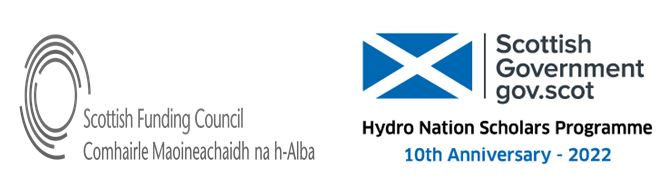 Scottish Funding Council
Comhairle Maoineachaidh na h-Alba
Scottish
Government
gov.scot
Hydro Nation Scholars Programme
10th Anniversary - 2022